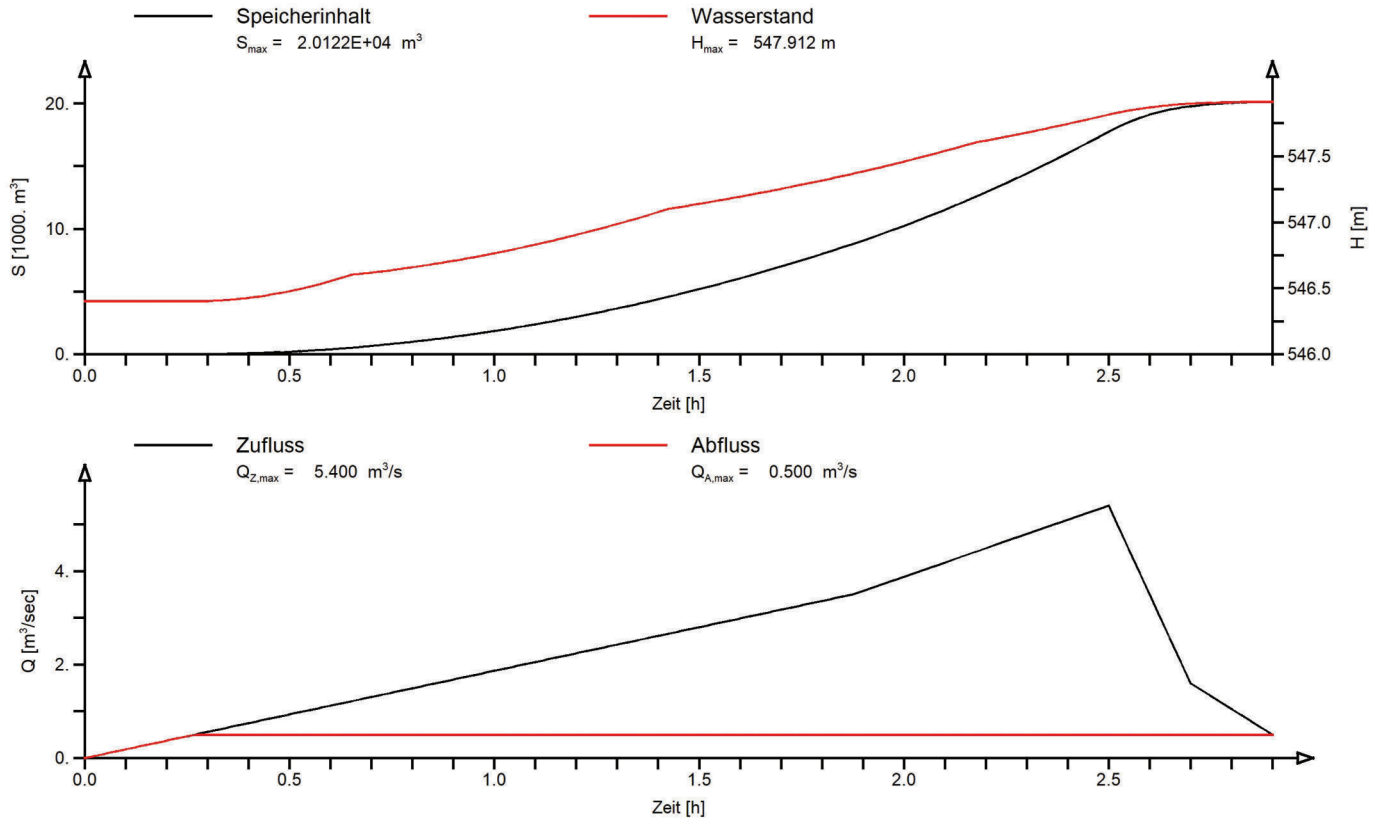 Speicherinhalt Wasserstand
Smax = 2.0122E+04 m³ Hmax = 547.912 m
S [1000. m³]
20.
10.
0.
H [m]
547.5
547.0
546.5
546.0
0.0 0.5 1.0 1.5 2.0 2.5
Zeit [h]
Zufluss Abfluss
QZ,max = 5.400 m³/s QA,max = 0.500 m³/s
Q [m³/sec]
4.
2.
0.
0.0 0.5 1.0 1.5 2.0 2.5
Zeit [h]